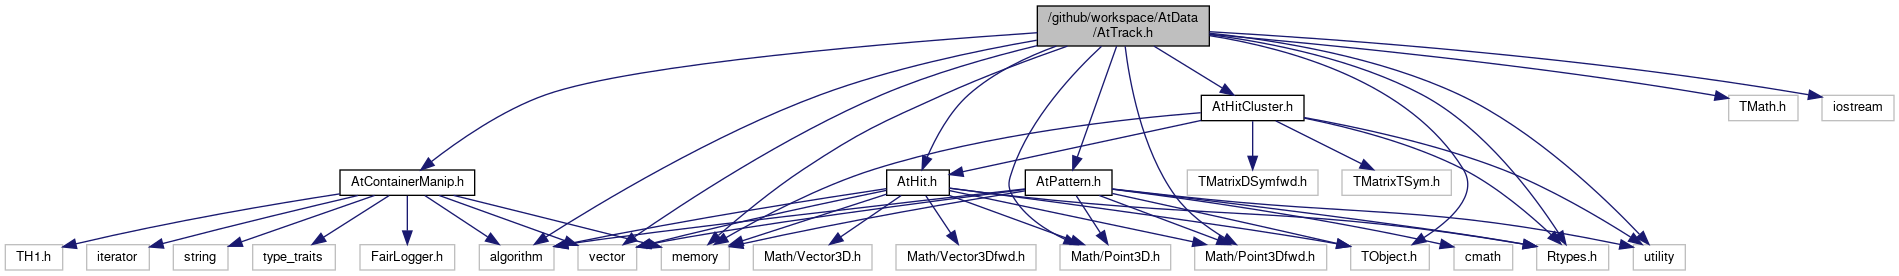 /github/workspace/AtData
/AtTrack.h
AtHitCluster.h
TMath.h
iostream
AtContainerManip.h
AtHit.h
AtPattern.h
TMatrixDSymfwd.h
TMatrixTSym.h
TH1.h
iterator
string
type_traits
FairLogger.h
algorithm
vector
memory
Math/Vector3D.h
Math/Vector3Dfwd.h
Math/Point3D.h
Math/Point3Dfwd.h
TObject.h
cmath
Rtypes.h
utility